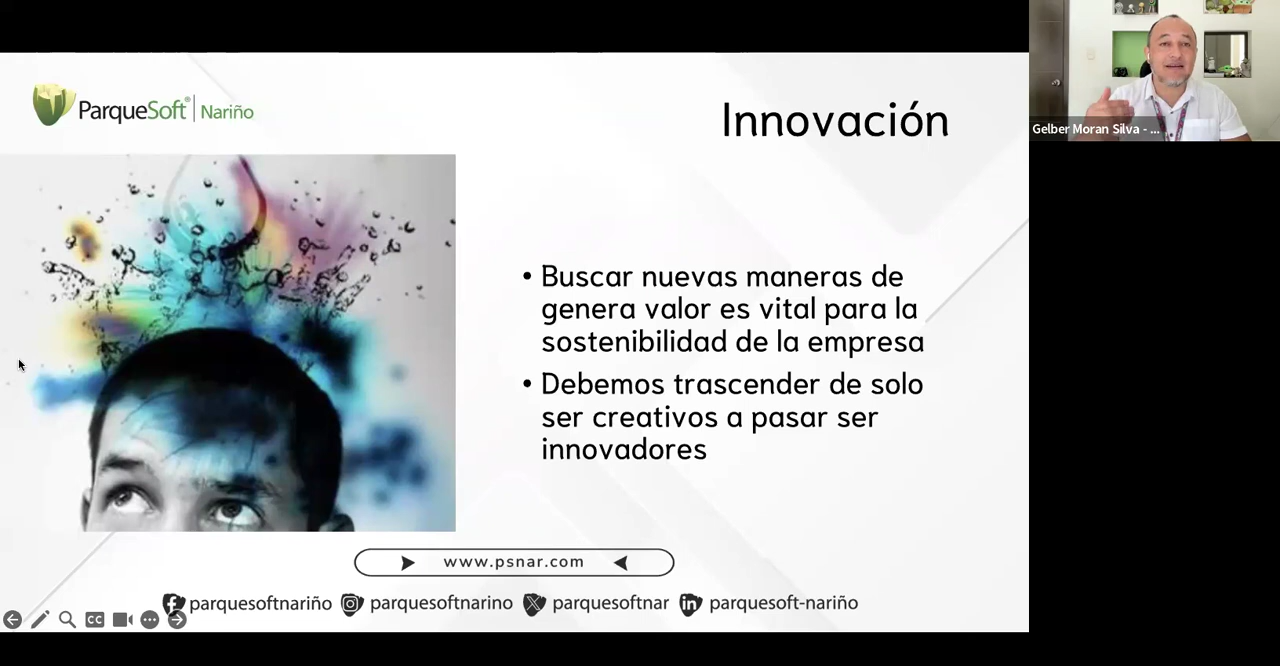 ParqueSoft® | Nariño
Innovación
Gelber Moran Silva - ...
• Buscar nuevas maneras de
genera valor es vital para la
sostenibilidad de la empresa
• Debemos trascender de solo
ser creativos a pasar ser
innovadores
www.psnar.com
parquesoftnariño parquesoftnarino parquesoftnar parquesoft-nariño
CC